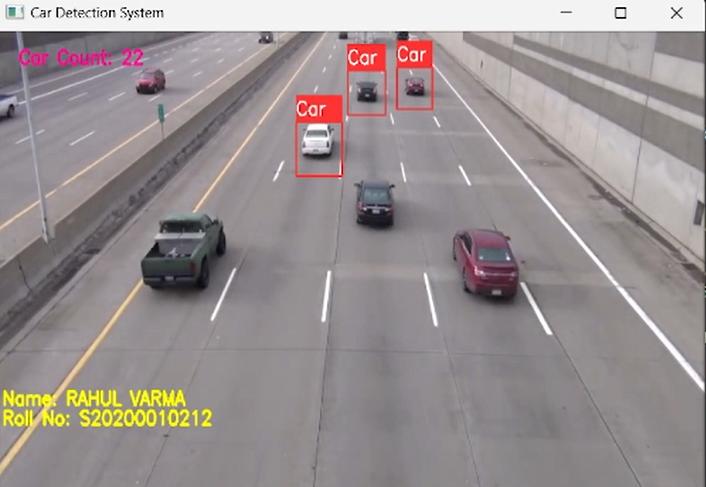 Car Detection System
Car Count: 22
Car
Car
Car
Name: RAHUL VARMA
Roll No: S20200010212